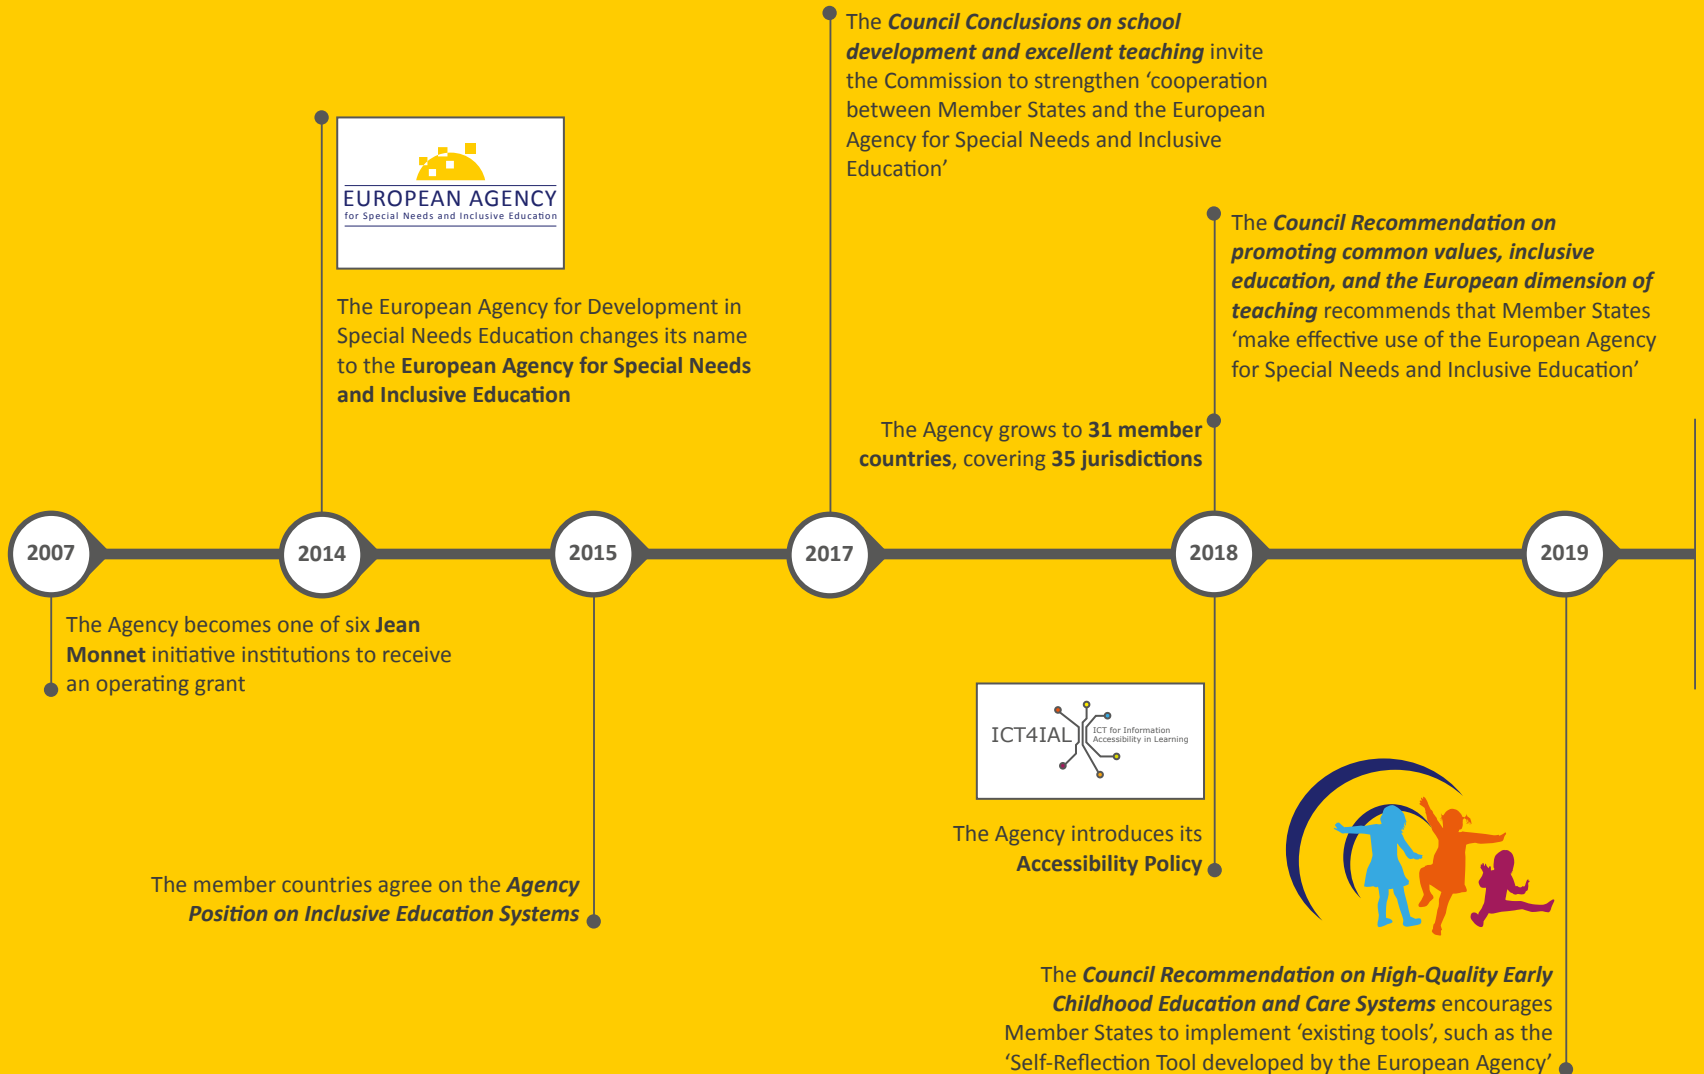 The Council Conclusions on school
development and excellent teaching invite
the Commission to strengthen ‘cooperation
between Member States and the European
Agency for Special Needs and Inclusive
Education’
EUROPEAN AGENCY
for Special Needs and Inclusive Education
The European Agency for Development in
Special Needs Education changes its name
to the European Agency for Special Needs
and Inclusive Education
The Council Recommendation on
promoting common values, inclusive
education, and the European dimension of
teaching recommends that Member States
‘make effective use of the European Agency
for Special Needs and Inclusive Education’
The Agency grows to 31 member
countries, covering 35 jurisdictions
2007
2014
2015
2017
2018
2019
The Agency becomes one of six Jean
Monnet initiative institutions to receive
an operating grant
ICT4IAL
ICT for Information
Accessibility in Learning
The Agency introduces its
Accessibility Policy
The member countries agree on the Agency
Position on Inclusive Education Systems
The Council Recommendation on High-Quality Early
Childhood Education and Care Systems encourages
Member States to implement ‘existing tools’, such as the
‘Self-Reflection Tool developed by the European Agency’